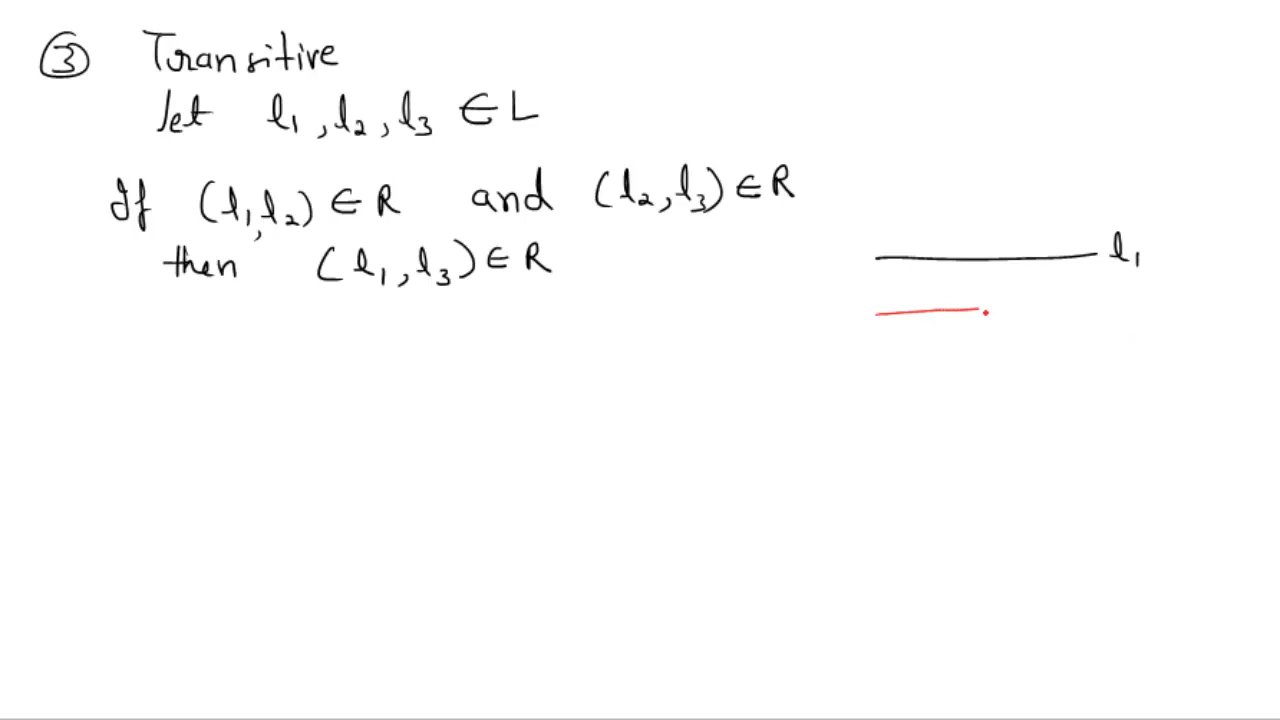 ③ Transitive
Let l₁, l₂, l₃ ∈ L
If (l₁, l₂) ∈ R and (l₂, l₃) ∈ R
then (l₁, l₃) ∈ R
l₁